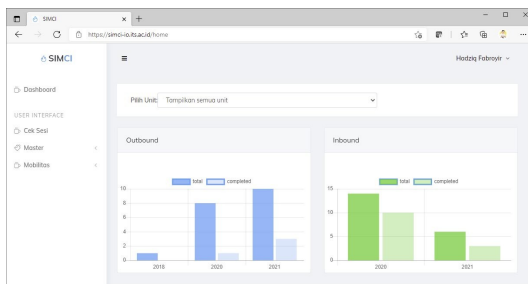 SIMCI
https://simci-io.its.ac.id/home
SIMCI
Hadziq Fabroyir
Dashboard
Pilih Unit: Tampilkan semua unit
USER INTERFACE
Cek Sesi
Master
Mobilitas
Outbound
total completed
10
8
6
4
2
0
2018 2020 2021
Inbound
total completed
15
10
5
0
2020 2021